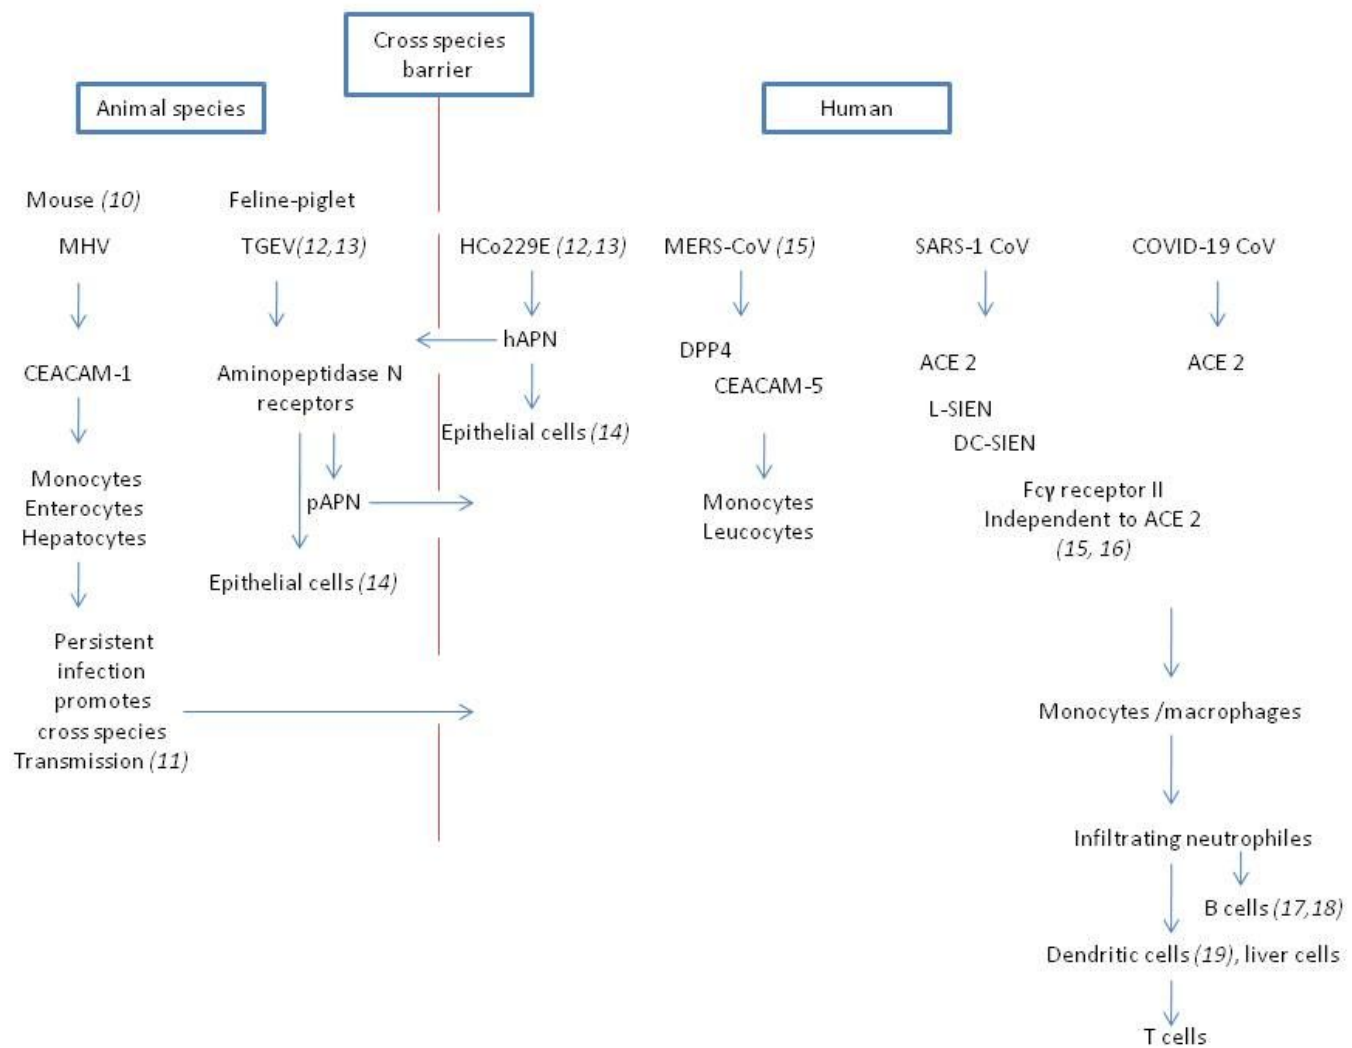 Cross species
barrier
Animal species
Human
Mouse (10)
Feline-piglet
MHV
TGEV(12,13)
HCo229E (12,13)
MERS-CoV (15)
SARS-1 CoV
COVID-19 CoV
hAPN
DPP4
CEACAM-5
ACE 2
ACE 2
CEACAM-1
Aminopeptidase N
receptors
L-SIEN
DC-SIEN
Epithelial cells (14)
Monocytes
Enterocytes
Hepatocytes
pAPN
Monocytes
Leucocytes
Fcγ receptor II
Independent to ACE 2
(15, 16)
Epithelial cells (14)
Persistent
infection
promotes
cross species
Transmission (11)
Monocytes /macrophages
Infiltrating neutrophiles
B cells (17,18)
Dendritic cells (19), liver cells
T cells